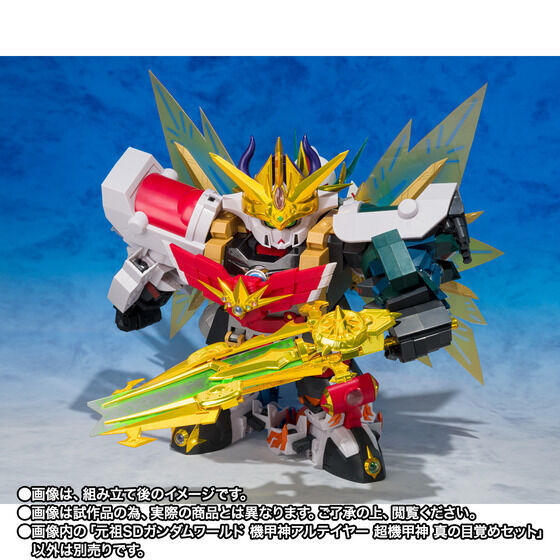 ●画像は、組み立て後のイメージです。
●画像は試作品の為、実際の商品とは異なります。ご了承の上、閲覧ください。
●画像内の「元祖SDガンダムワールド 機甲神アルテイヤー 超機甲神 真の目覚めセット」
以外は別売りです。